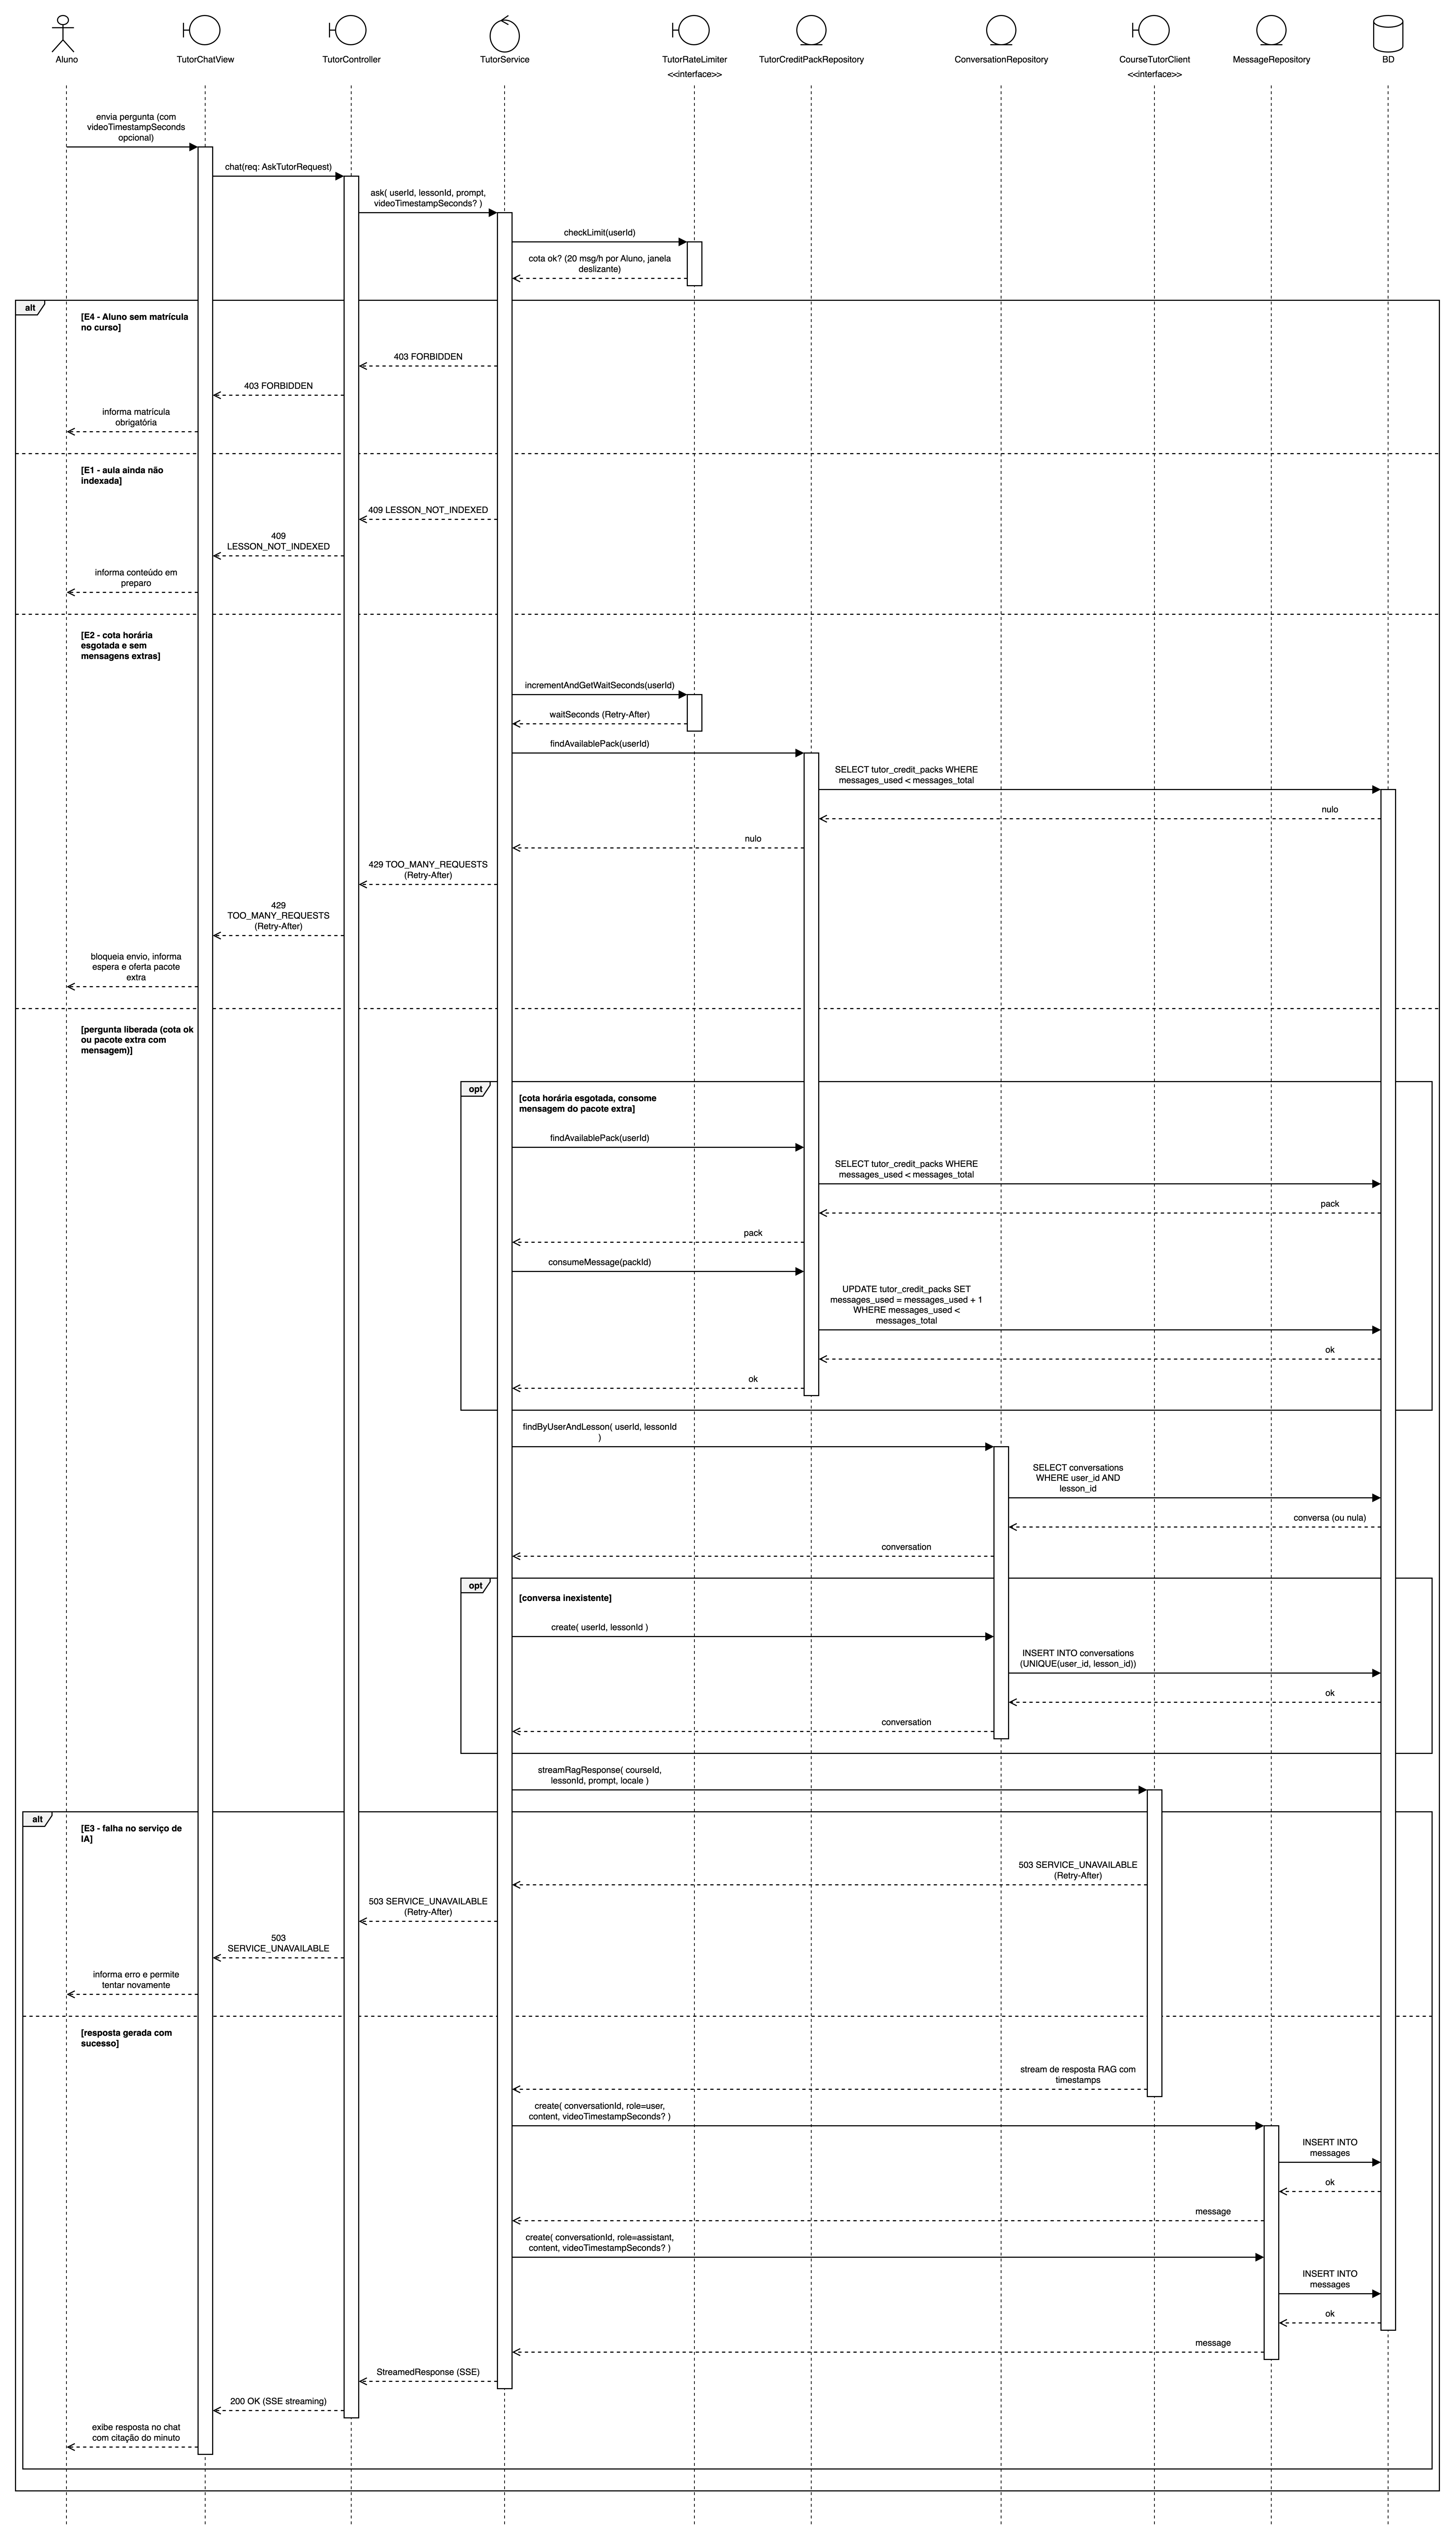 Aluno
TutorChatView
TutorController
TutorService
TutorRateLimiter
<<interface>>
TutorCreditPackRepository
ConversationRepository
CourseTutorClient
<<interface>>
MessageRepository
BD
envia pergunta (com
videoTimestampSeconds
opcional)
chat(req: AskTutorRequest)
ask( userId, lessonId, prompt,
videoTimestampSeconds? )
checkLimit(userId)
cota ok? (20 msg/h por Aluno, janela
deslizante)
alt
[E4 - Aluno sem matrícula
no curso]
403 FORBIDDEN
403 FORBIDDEN
informa matrícula
obrigatória
[E1 - aula ainda não
indexada]
409 LESSON_NOT_INDEXED
409
LESSON_NOT_INDEXED
informa conteúdo em
preparo
[E2 - cota horária
esgotada e sem
mensagens extras]
incrementAndGetWaitSeconds(userId)
waitSeconds (Retry-After)
findAvailablePack(userId)
SELECT tutor_credit_packs WHERE
messages_used < messages_total
nulo
nulo
429 TOO_MANY_REQUESTS
(Retry-After)
429
TOO_MANY_REQUESTS
(Retry-After)
bloqueia envio, informa
espera e oferta pacote
extra
[pergunta liberada (cota ok
ou pacote extra com
mensagem)]
opt
[cota horária esgotada, consome
mensagem do pacote extra]
findAvailablePack(userId)
SELECT tutor_credit_packs WHERE
messages_used < messages_total
pack
pack
consumeMessage(packId)
UPDATE tutor_credit_packs SET
messages_used = messages_used + 1
WHERE messages_used <
messages_total
ok
ok
findByUserAndLesson( userId, lessonId
)
SELECT conversations
WHERE user_id AND
lesson_id
conversa (ou nula)
conversation
opt
[conversa inexistente]
create( userId, lessonId )
INSERT INTO conversations
(UNIQUE(user_id, lesson_id))
ok
conversation
streamRagResponse( courseId,
lessonId, prompt, locale )
alt
[E3 - falha no serviço de
IA]
503 SERVICE_UNAVAILABLE
(Retry-After)
503 SERVICE_UNAVAILABLE
(Retry-After)
503
SERVICE_UNAVAILABLE
informa erro e permite
tentar novamente
[resposta gerada com
sucesso]
stream de resposta RAG com
timestamps
create( conversationId, role=user,
content, videoTimestampSeconds? )
INSERT INTO
messages
ok
message
create( conversationId, role=assistant,
content, videoTimestampSeconds? )
INSERT INTO
messages
ok
message
StreamedResponse (SSE)
200 OK (SSE streaming)
exibe resposta no chat
com citação do minuto